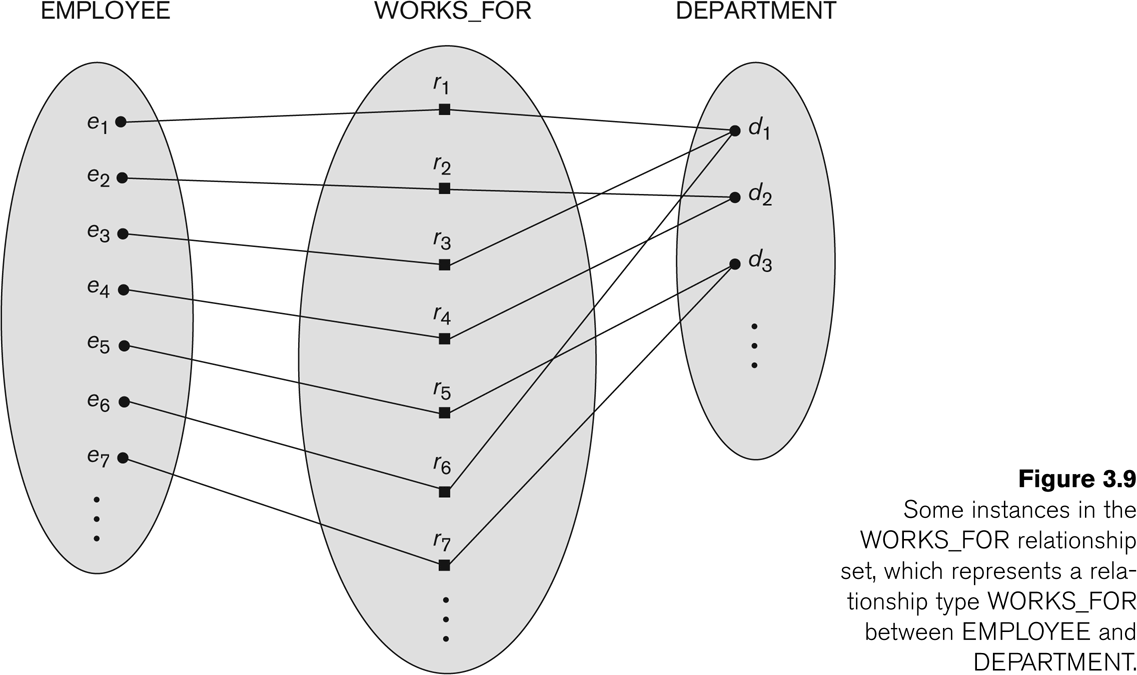 EMPLOYEE
WORKS_FOR
DEPARTMENT
e1
e2
e3
e4
e5
e6
e7
r1
r2
r3
r4
r5
r6
r7
d1
d2
d3
Figure 3.9
Some instances in the
WORKS_FOR relationship
set, which represents a rela-
tionship type WORKS_FOR
between EMPLOYEE and
DEPARTMENT.